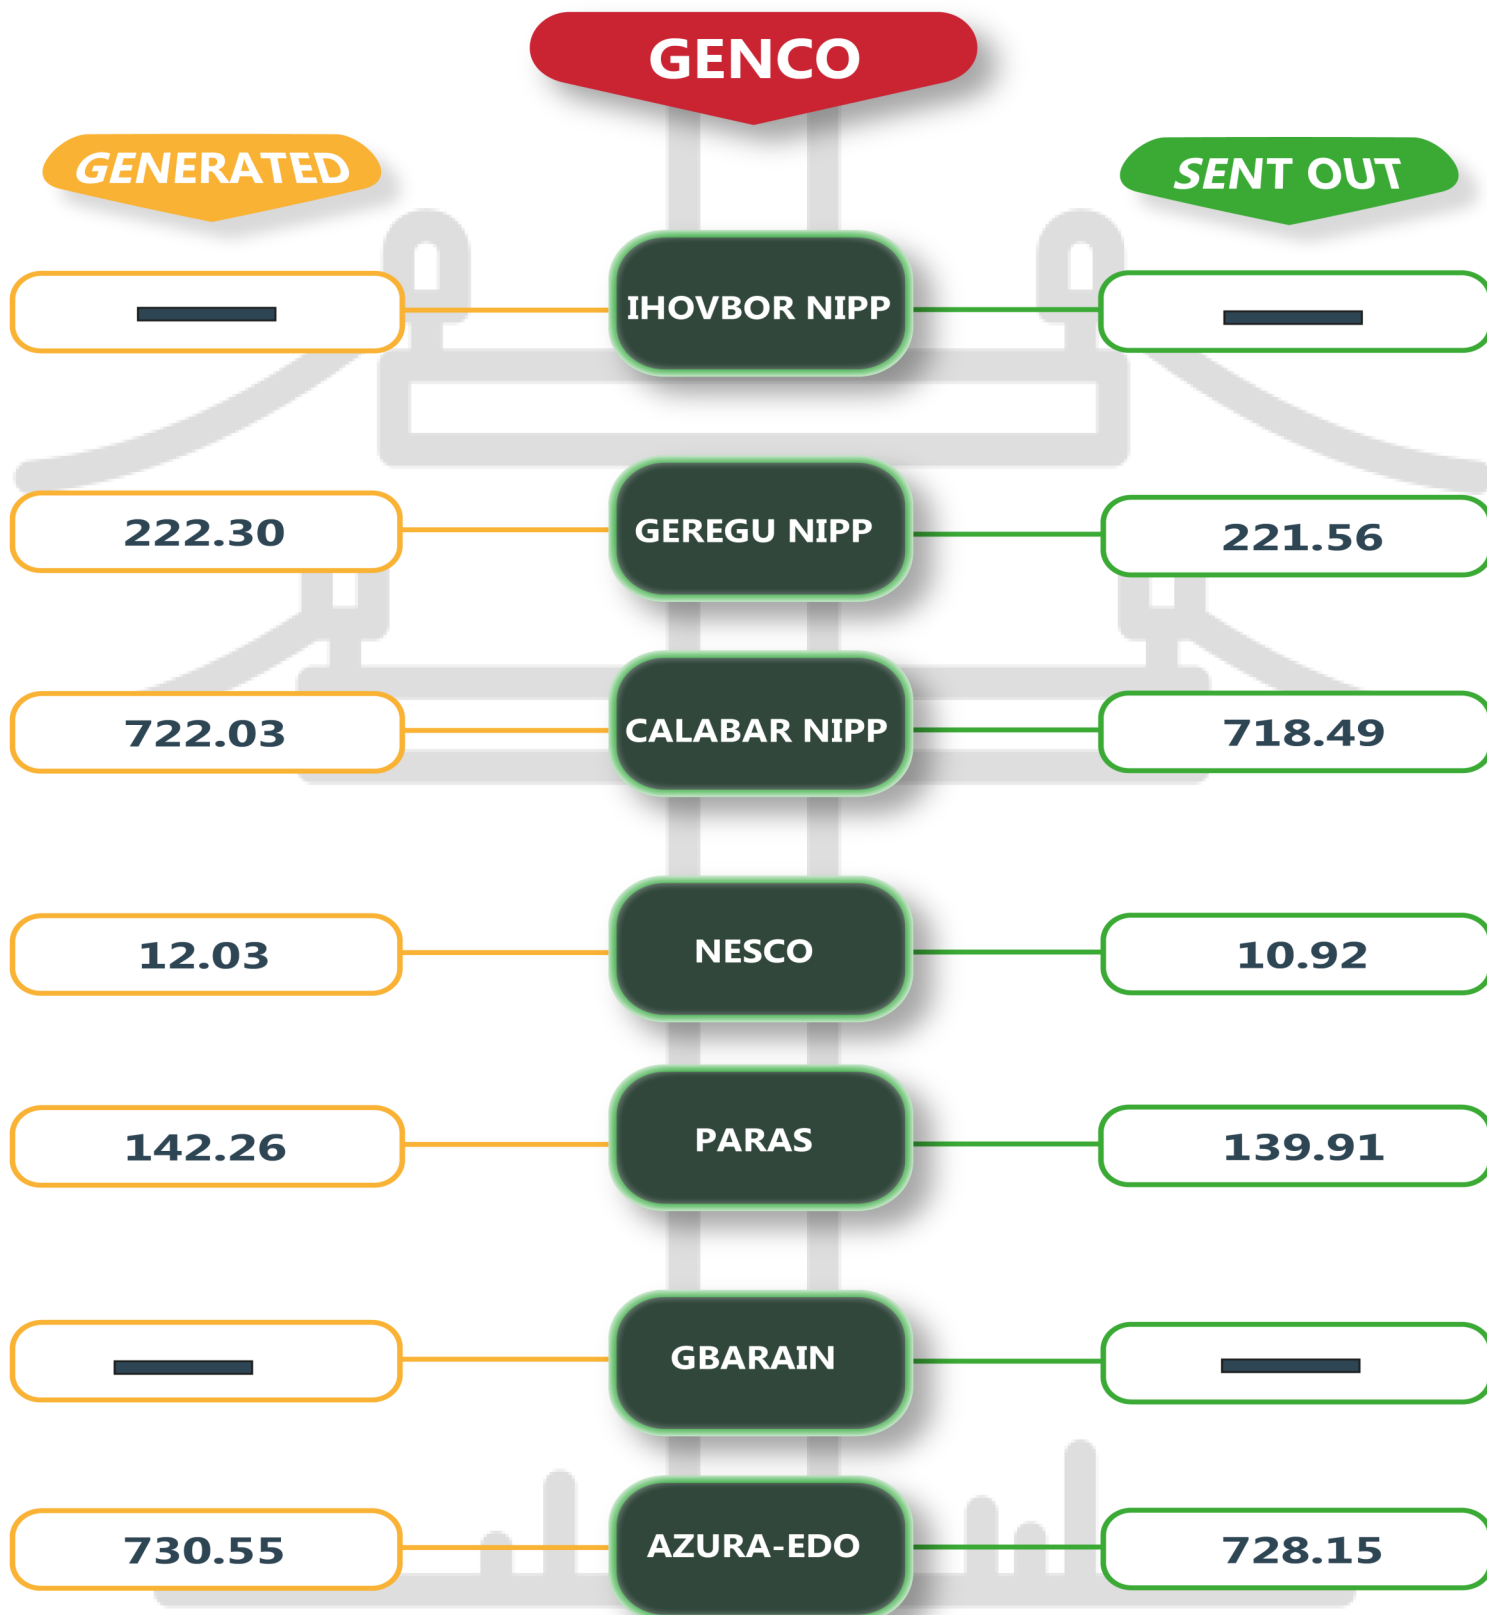 GENCO
GENERATED
SENT OUT
IHOVBOR NIPP
222.30 GEREGU NIPP 221.56
722.03 CALABAR NIPP 718.49
12.03 NESCO 10.92
142.26 PARAS 139.91
GBARAIN
730.55 AZURA-EDO 728.15